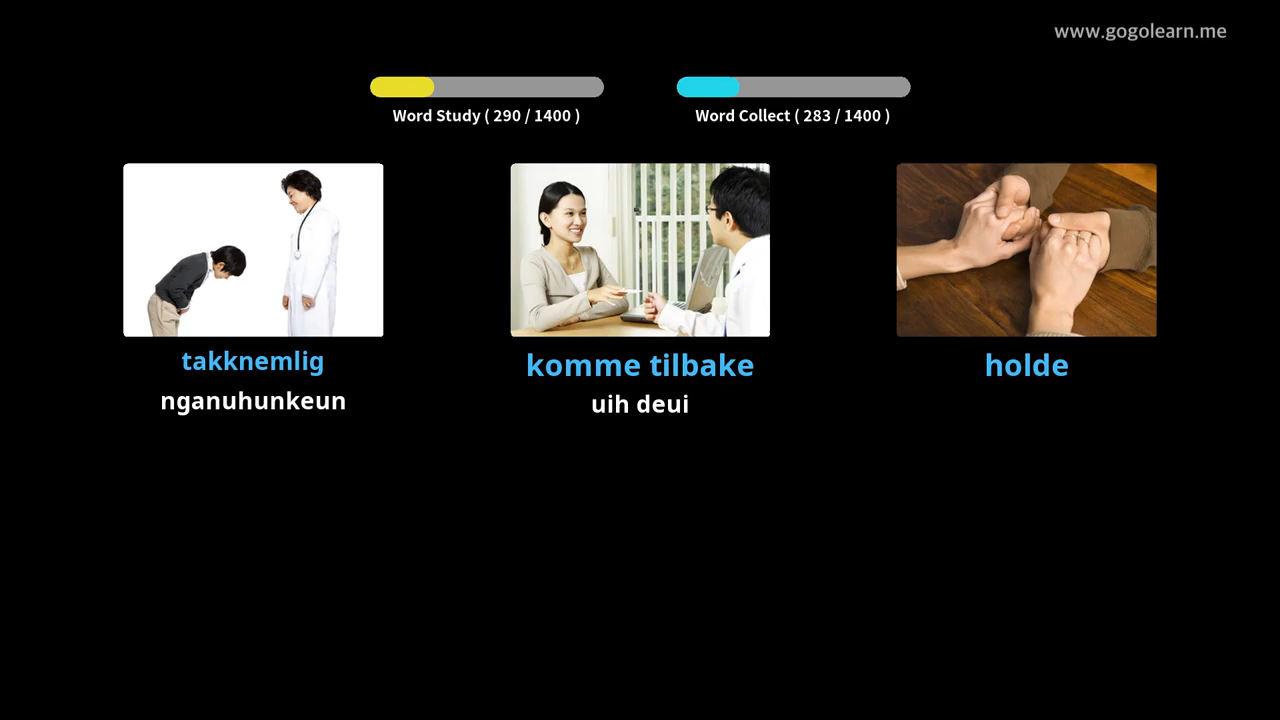 www.gogolearn.me
Word Study ( 290 / 1400 )
Word Collect ( 283 / 1400 )
takknemlig
komme tilbake
holde
nganuhunkeun
uih deui